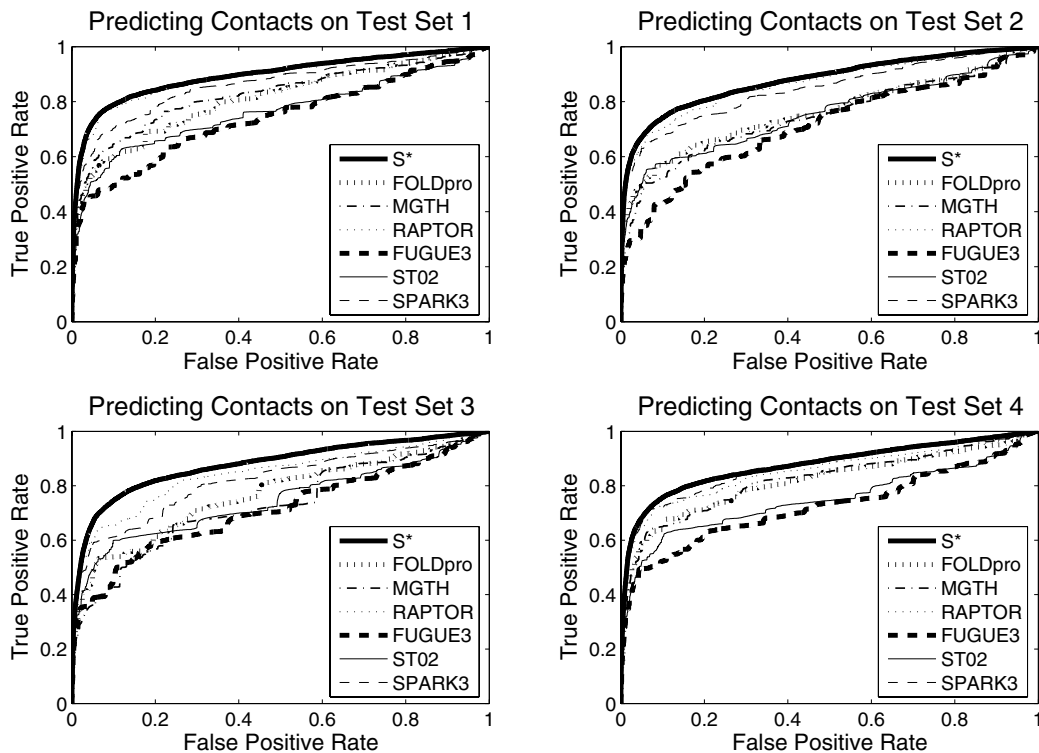 Predicting Contacts on Test Set 1
True Positive Rate
1
0.8
0.6
0.4
0.2
0
S*
FOLDpro
MGTH
RAPTOR
FUGUE3
ST02
SPARK3
0 0.2 0.4 0.6 0.8 1
False Positive Rate
Predicting Contacts on Test Set 2
True Positive Rate
1
0.8
0.6
0.4
0.2
0
S*
FOLDpro
MGTH
RAPTOR
FUGUE3
ST02
SPARK3
0 0.2 0.4 0.6 0.8 1
False Positive Rate
Predicting Contacts on Test Set 3
True Positive Rate
1
0.8
0.6
0.4
0.2
0
S*
FOLDpro
MGTH
RAPTOR
FUGUE3
ST02
SPARK3
0 0.2 0.4 0.6 0.8 1
False Positive Rate
Predicting Contacts on Test Set 4
True Positive Rate
1
0.8
0.6
0.4
0.2
0
S*
FOLDpro
MGTH
RAPTOR
FUGUE3
ST02
SPARK3
0 0.2 0.4 0.6 0.8 1
False Positive Rate